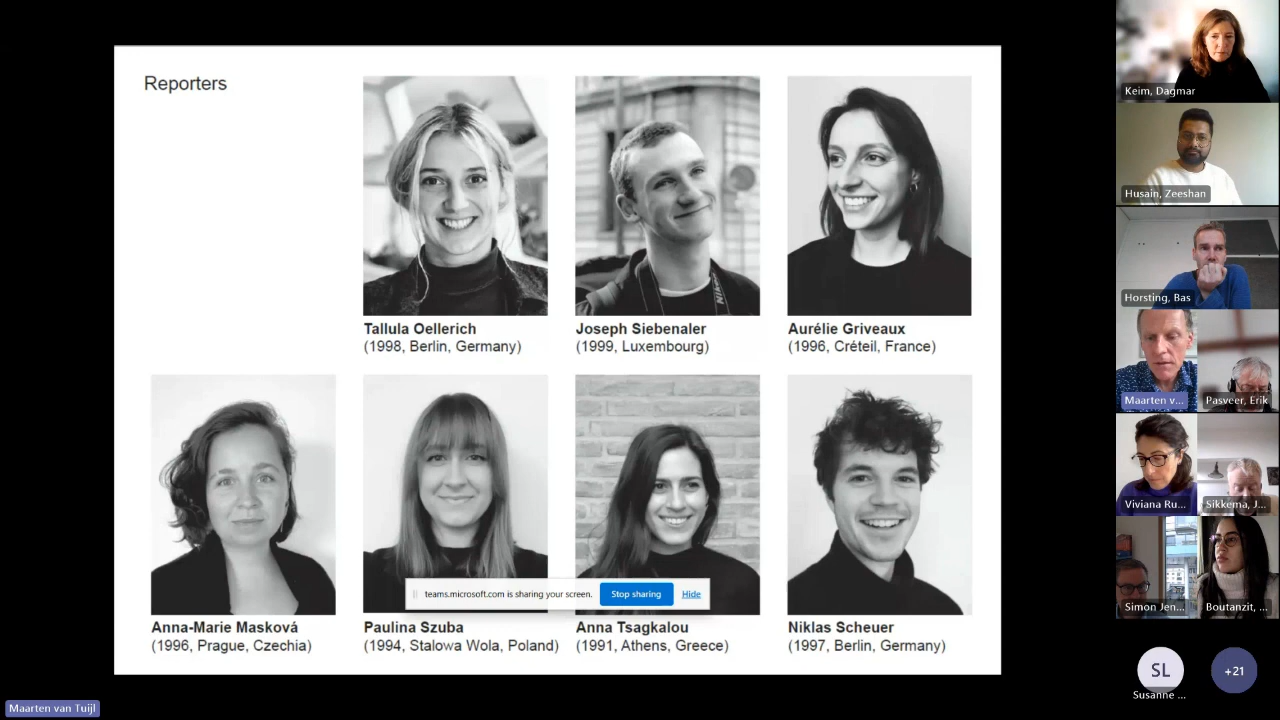 Reporters
Tallula Oellerich
(1998, Berlin, Germany)
Joseph Siebenaler
(1999, Luxembourg)
Aurélie Griveaux
(1996, Créteil, France)
Anna-Marie Masková
(1996, Prague, Czechia)
Paulina Szuba
(1994, Stalowa Wola, Poland)
Anna Tsagkalou
(1991, Athens, Greece)
Niklas Scheuer
(1997, Berlin, Germany)
teams.microsoft.com is sharing your screen.
Stop sharing
Hide
Keim, Dagmar
Husain, Zeeshan
Horsting, Bas
Maarten v...
Pasveer, Erik
Viviana Ru...
Sikkema, J...
Simon Jen...
Boutanzit, ...
SL
Susanne ...
+21
Maarten van Tuijl